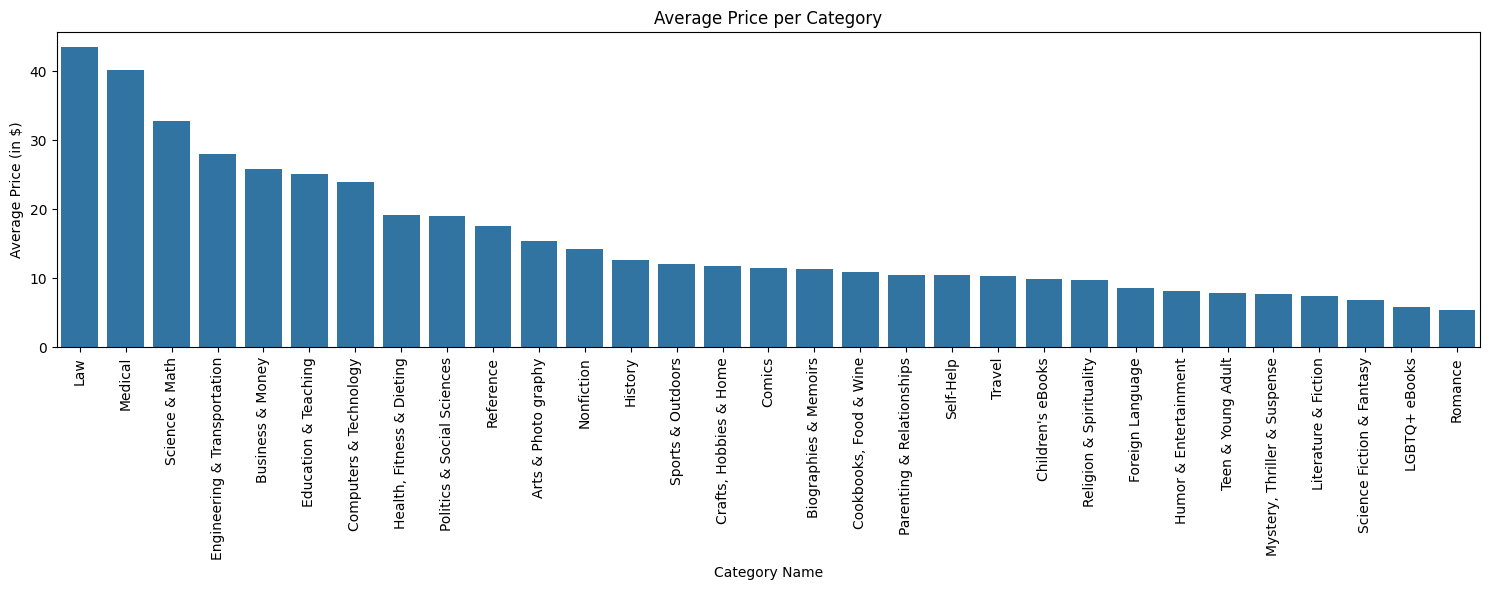 Average Price per Category
Average Price (in $)
40
30
20
10
0
Law
Medical
Science & Math
Engineering & Transportation
Business & Money
Education & Teaching
Computers & Technology
Health, Fitness & Dieting
Politics & Social Sciences
Reference
Arts & Photo graphy
Nonfiction
History
Sports & Outdoors
Crafts, Hobbies & Home
Comics
Biographies & Memoirs
Cookbooks, Food & Wine
Parenting & Relationships
Self-Help
Travel
Children's eBooks
Religion & Spirituality
Foreign Language
Humor & Entertainment
Teen & Young Adult
Mystery, Thriller & Suspense
Literature & Fiction
Science Fiction & Fantasy
LGBTQ+ eBooks
Romance
Category Name